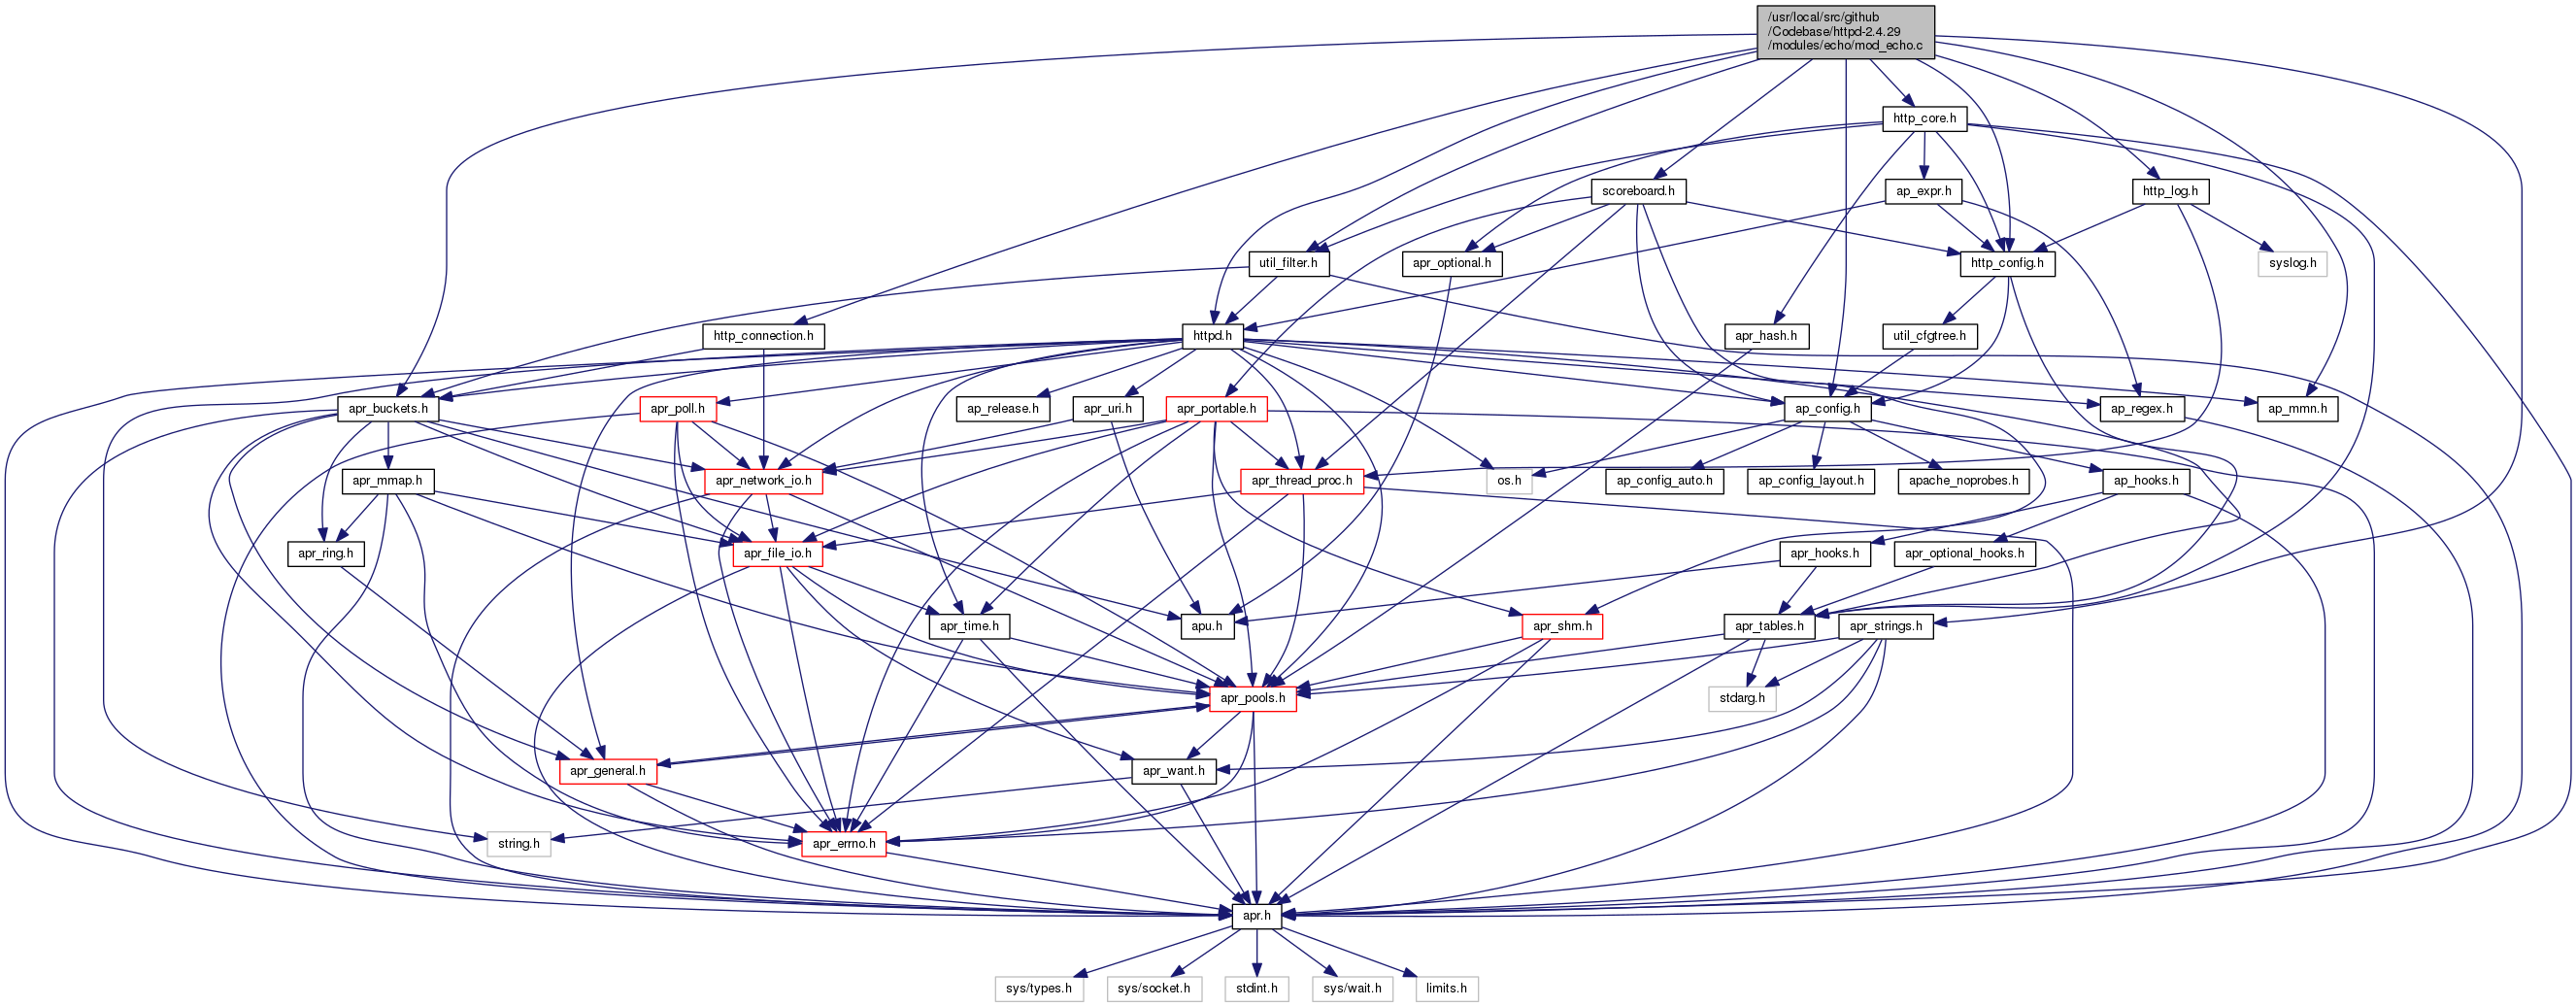 /usr/local/src/github
/Codebase/httpd-2.4.29
/modules/echo/mod_echo.c
http_core.h
scoreboard.h
ap_expr.h
http_log.h
util_filter.h
apr_optional.h
http_config.h
syslog.h
http_connection.h
httpd.h
apr_hash.h
util_cfgtree.h
apr_buckets.h
apr_poll.h
ap_release.h
apr_uri.h
apr_portable.h
ap_config.h
ap_regex.h
ap_mmn.h
apr_mmap.h
apr_network_io.h
apr_thread_proc.h
os.h
ap_config_auto.h
ap_config_layout.h
apache_noprobes.h
ap_hooks.h
apr_ring.h
apr_file_io.h
apr_hooks.h
apr_optional_hooks.h
apr_time.h
apu.h
apr_shm.h
apr_tables.h
apr_strings.h
apr_pools.h
stdarg.h
apr_general.h
apr_want.h
string.h
apr_errno.h
apr.h
sys/types.h
sys/socket.h
stdint.h
sys/wait.h
limits.h